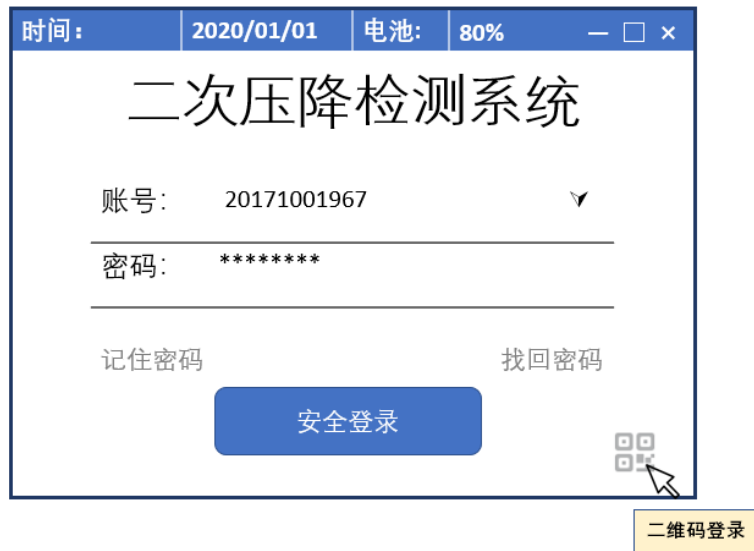 时间： 2020/01/01 电池: 80%
二次压降检测系统
账号: 20171001967
密码: ********
记住密码 找回密码
安全登录
二维码登录